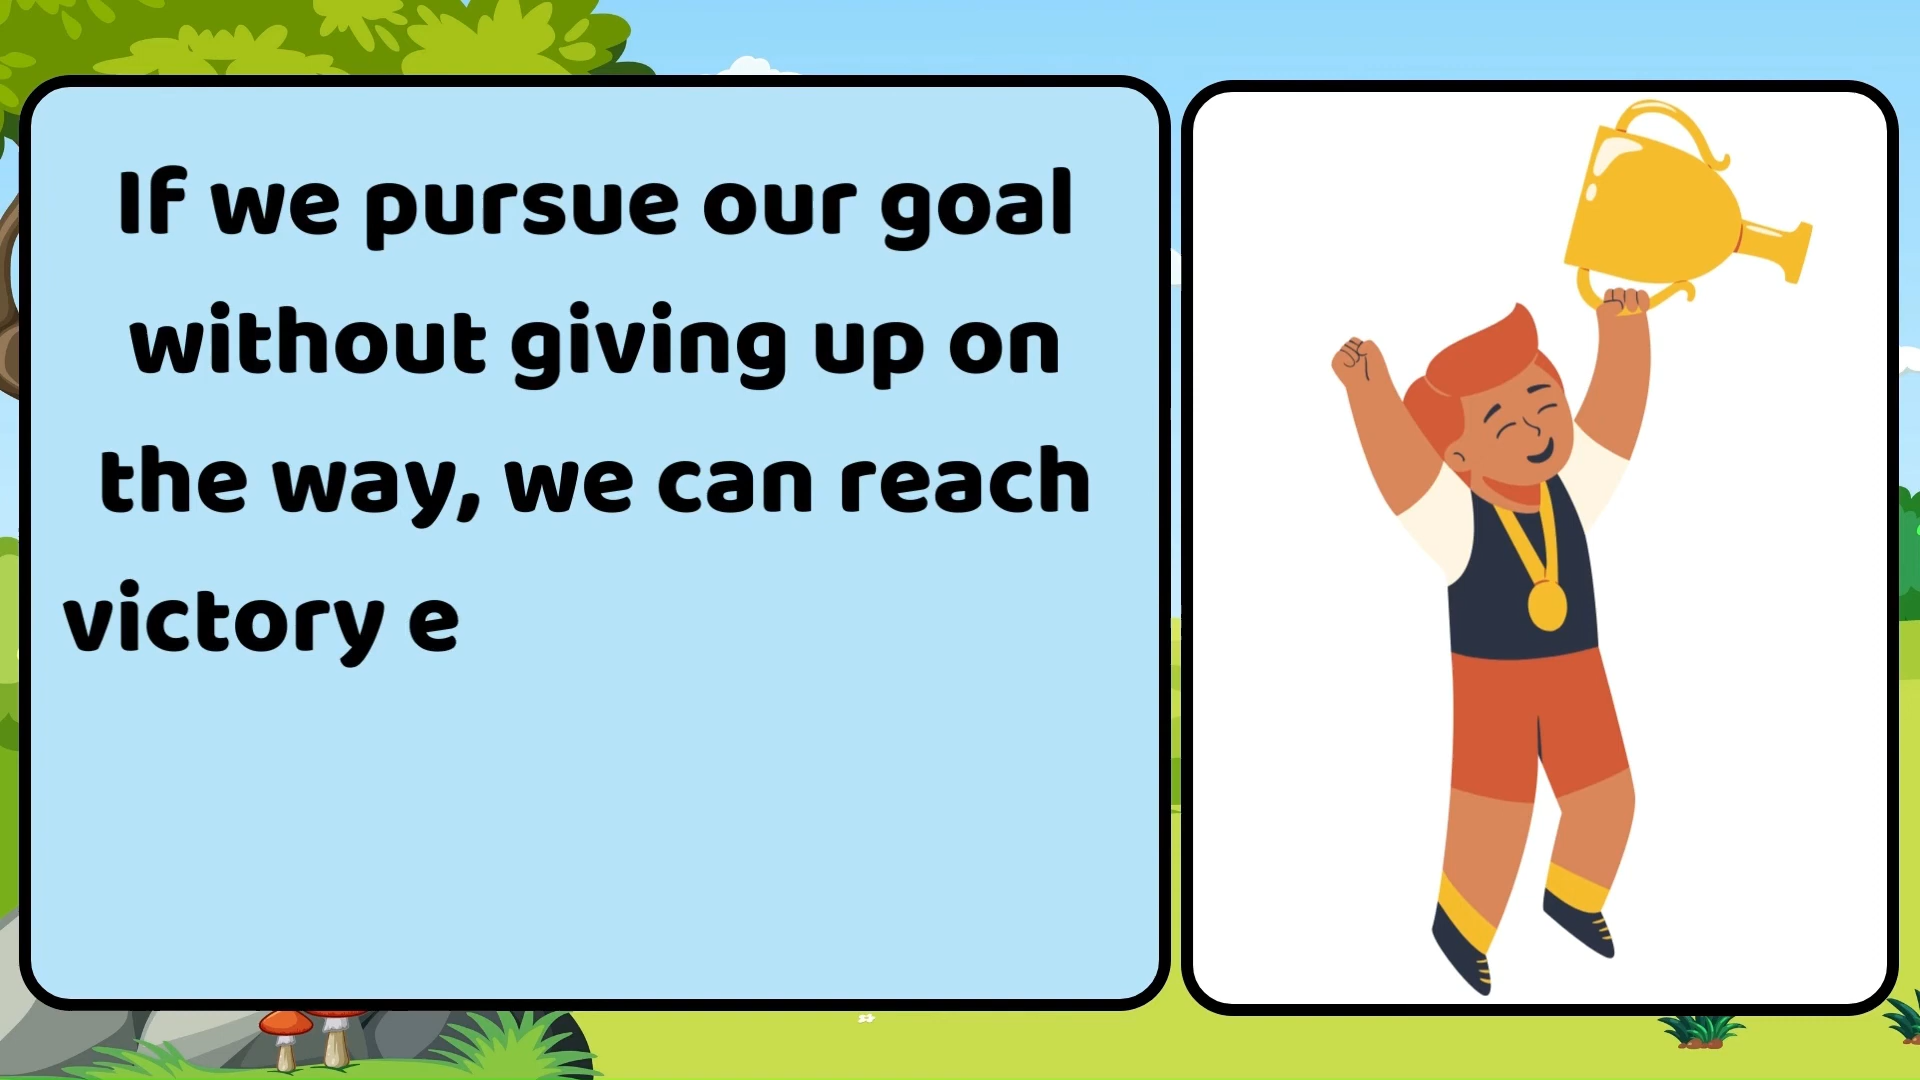 If we pursue our goal
without giving up on
the way, we can reach
victory e